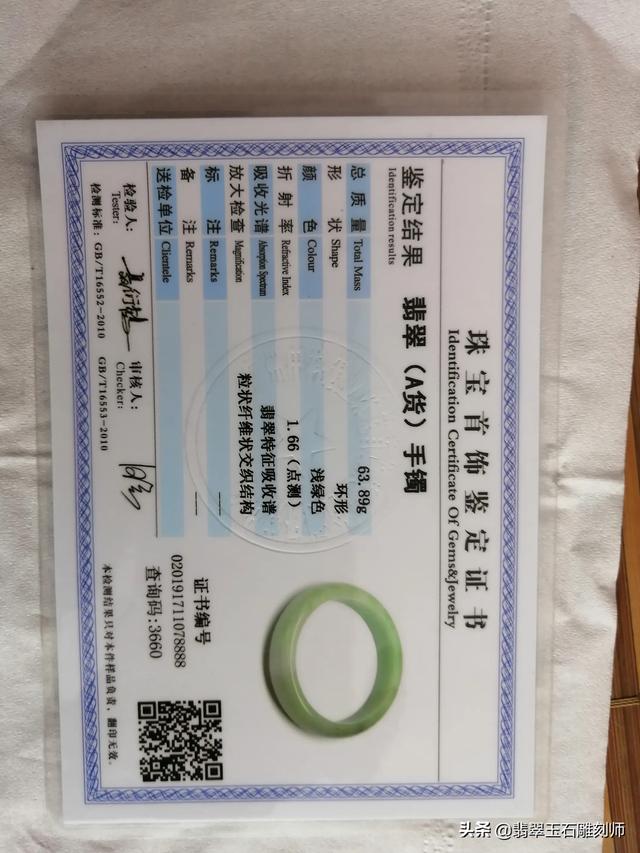 珠宝首饰鉴定证书
Identification Certificate Of Gems&Jewelry
鉴定结果 翡翠（A货）手镯
Identification results
总质量 Total Mass 63.89g
形状 Shape 环形
颜色 Colour 浅绿色
折射率 Refractive Index 1.66（点测）
吸收光谱 Absorption Spectrum 翡翠特征吸收谱
放大检查 Magnification 粒状纤维状交织结构
标注 Remarks ——
备注 Remarks ——
送检单位 Clientele
检验人： 审核人：
Tester: Checker:
检测标准：GB/T16552-2010 GB/T16553-2010
证书编号
020191711078888
查询码:3660
本检测结果只对本件样品负责，翻印无效。
头条 @翡翠玉石雕刻师